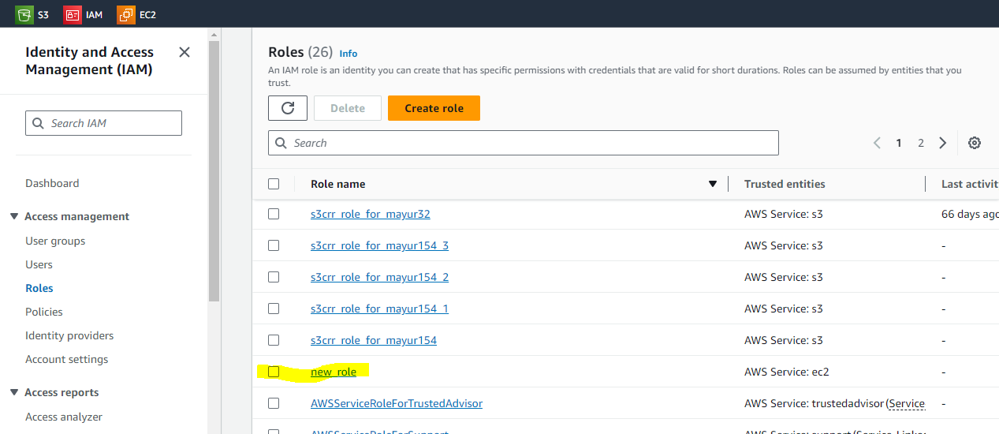 S3 IAM EC2
Identity and Access
Management (IAM)
Search IAM
Dashboard
Access management
User groups
Users
Roles
Policies
Identity providers
Account settings
Access reports
Access analyzer
Roles (26) Info
An IAM role is an identity you can create that has specific permissions with credentials that are valid for short durations. Roles can be assumed by entities that you
trust.
Delete Create role
Search
1 2
Role name Trusted entities Last activit
s3crr_role_for_mayur32 AWS Service: s3 66 days ago
s3crr_role_for_mayur154_3 AWS Service: s3 -
s3crr_role_for_mayur154_2 AWS Service: s3 -
s3crr_role_for_mayur154_1 AWS Service: s3 -
s3crr_role_for_mayur154 AWS Service: s3 -
new_role AWS Service: ec2 -
AWSServiceRoleForTrustedAdvisor AWS Service: trustedadvisor (Service -
AWSServiceRoleForSupport AWS Service: support (Service-Linke